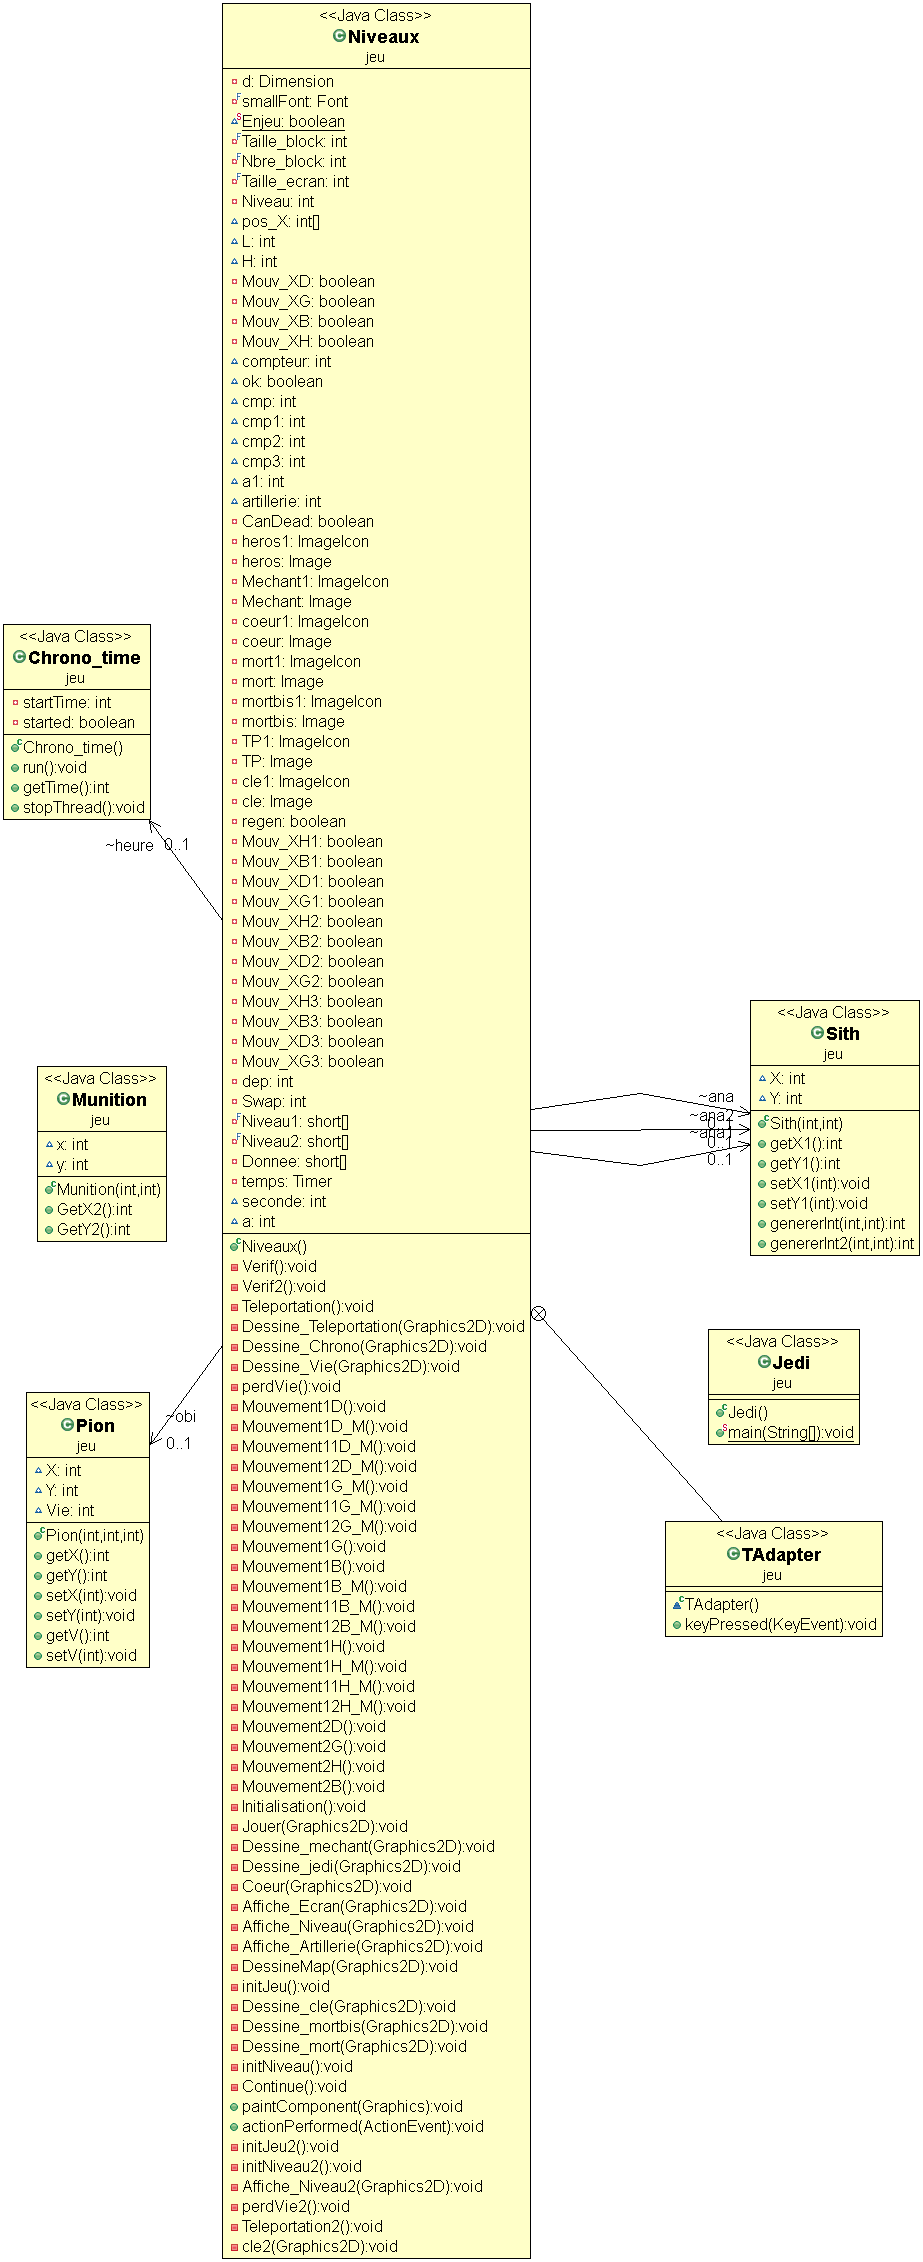 <<Java Class>>
Niveaux
jeu
d: Dimension
smallFont: Font
Enjeu: boolean
Taille_block: int
Nbre_block: int
Taille_ecran: int
Niveau: int
pos_X: int[]
L: int
H: int
Mouv_XD: boolean
Mouv_XG: boolean
Mouv_XB: boolean
Mouv_XH: boolean
compteur: int
ok: boolean
cmp: int
cmp1: int
cmp2: int
cmp3: int
a1: int
artillerie: int
CanDead: boolean
heros1: ImageIcon
heros: Image
Mechant1: ImageIcon
Mechant: Image
coeur1: ImageIcon
coeur: Image
mort1: ImageIcon
mort: Image
mortbis1: ImageIcon
mortbis: Image
TP1: ImageIcon
TP: Image
cle1: ImageIcon
cle: Image
regen: boolean
Mouv_XH1: boolean
Mouv_XB1: boolean
Mouv_XD1: boolean
Mouv_XG1: boolean
Mouv_XH2: boolean
Mouv_XB2: boolean
Mouv_XD2: boolean
Mouv_XG2: boolean
Mouv_XH3: boolean
Mouv_XB3: boolean
Mouv_XD3: boolean
Mouv_XG3: boolean
dep: int
Swap: int
Niveau1: short[]
Niveau2: short[]
Donnee: short[]
temps: Timer
seconde: int
a: int
Niveaux()
Verif():void
Verif2():void
Teleportation():void
Dessine_Teleportation(Graphics2D):void
Dessine_Chrono(Graphics2D):void
Dessine_Vie(Graphics2D):void
perdVie():void
Mouvement1D():void
Mouvement1D_M():void
Mouvement11D_M():void
Mouvement12D_M():void
Mouvement1G_M():void
Mouvement11G_M():void
Mouvement12G_M():void
Mouvement1G():void
Mouvement1B():void
Mouvement1B_M():void
Mouvement11B_M():void
Mouvement12B_M():void
Mouvement1H():void
Mouvement1H_M():void
Mouvement11H_M():void
Mouvement12H_M():void
Mouvement2D():void
Mouvement2G():void
Mouvement2H():void
Mouvement2B():void
Initialisation():void
Jouer(Graphics2D):void
Dessine_mechant(Graphics2D):void
Dessine_jedi(Graphics2D):void
Coeur(Graphics2D):void
Affiche_Ecran(Graphics2D):void
Affiche_Niveau(Graphics2D):void
Affiche_Artillerie(Graphics2D):void
DessineMap(Graphics2D):void
initJeu():void
Dessine_cle(Graphics2D):void
Dessine_mortbis(Graphics2D):void
Dessine_mort(Graphics2D):void
initNiveau():void
Continue():void
paintComponent(Graphics):void
actionPerformed(ActionEvent):void
initJeu2():void
initNiveau2():void
Affiche_Niveau2(Graphics2D):void
perdVie2():void
Teleportation2():void
cle2(Graphics2D):void
<<Java Class>>
Chrono_time
jeu
startTime: int
started: boolean
Chrono_time()
run():void
getTime():int
stopThread():void
~heure 0..1
<<Java Class>>
Munition
jeu
x: int
y: int
Munition(int,int)
GetX2():int
GetY2():int
<<Java Class>>
Pion
jeu
X: int
Y: int
Vie: int
Pion(int,int,int)
getX():int
getY():int
setX(int):void
setY(int):void
getV():int
setV(int):void
~obi
0..1
~ana
~ana2
0..1
~ana1
0..1
0..1
<<Java Class>>
Sith
jeu
X: int
Y: int
Sith(int,int)
getX1():int
getY1():int
setX1(int):void
setY1(int):void
genererInt(int,int):int
genererInt2(int,int):int
<<Java Class>>
Jedi
jeu
Jedi()
main(String[]):void
<<Java Class>>
TAdapter
jeu
TAdapter()
keyPressed(KeyEvent):void